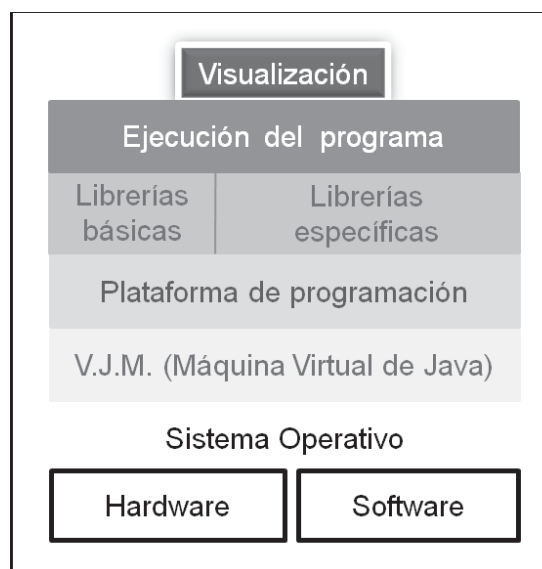 Visualización
Ejecución del programa
Librerías básicas
Librerías específicas
Plataforma de programación
V.J.M. (Máquina Virtual de Java)
Sistema Operativo
Hardware
Software